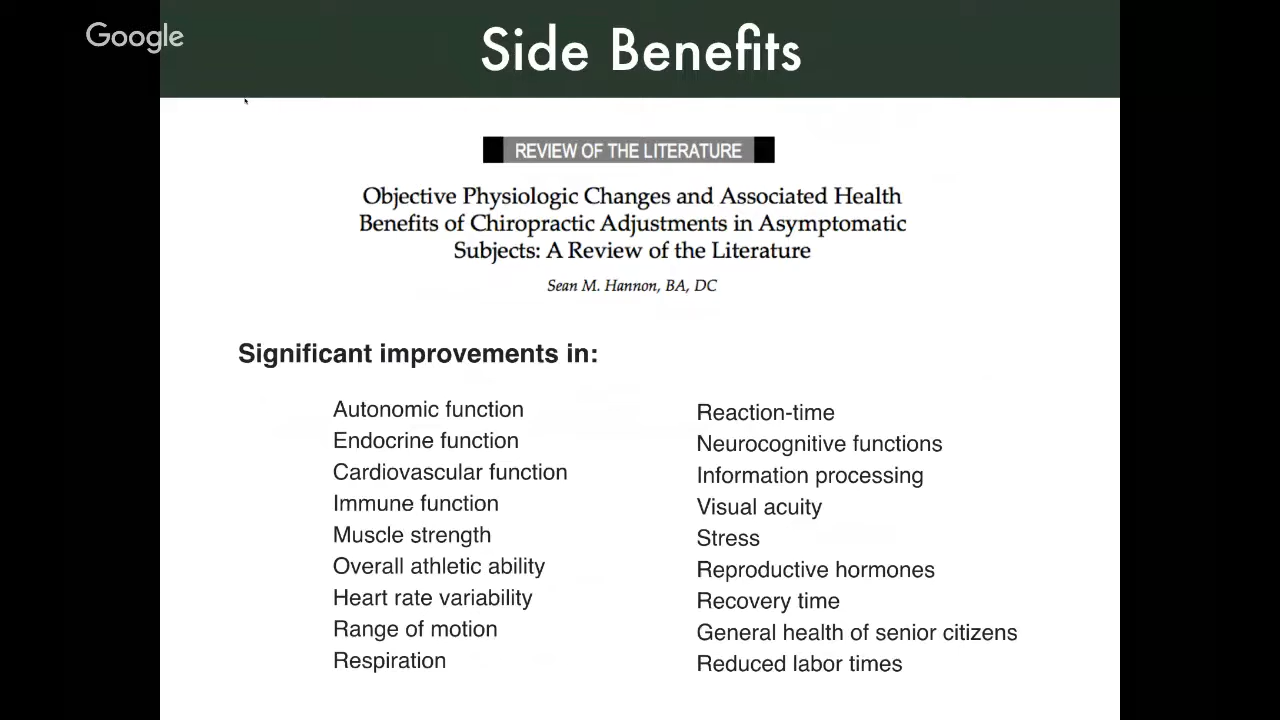 Google
Side Benefits
REVIEW OF THE LITERATURE
Objective Physiologic Changes and Associated Health
Benefits of Chiropractic Adjustments in Asymptomatic
Subjects: A Review of the Literature
Sean M. Hannon, BA, DC
Significant improvements in:
Autonomic function
Endocrine function
Cardiovascular function
Immune function
Muscle strength
Overall athletic ability
Heart rate variability
Range of motion
Respiration
Reaction-time
Neurocognitive functions
Information processing
Visual acuity
Stress
Reproductive hormones
Recovery time
General health of senior citizens
Reduced labor times